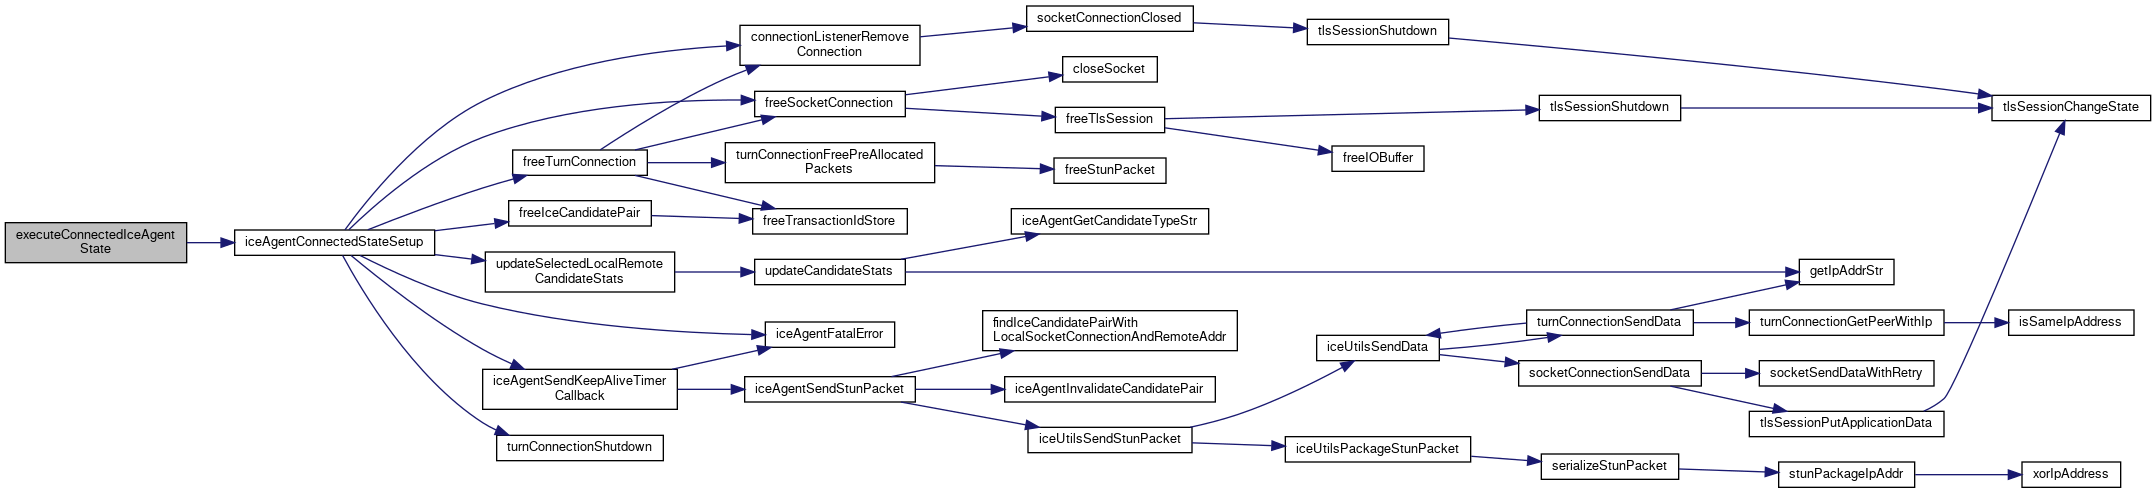 executeConnectedIceAgent
State
iceAgentConnectedStateSetup
connectionListenerRemove
Connection
freeSocketConnection
freeTurnConnection
turnConnectionFreePreAllocated
Packets
freeIceCandidatePair
freeTransactionIdStore
updateSelectedLocalRemote
CandidateStats
updateCandidateStats
iceAgentFatalError
iceAgentSendKeepAliveTimer
Callback
iceAgentSendStunPacket
turnConnectionShutdown
socketConnectionClosed
closeSocket
freeTlsSession
freeStunPacket
iceAgentGetCandidateTypeStr
findIceCandidatePairWith
LocalSocketConnectionAndRemoteAddr
iceAgentInvalidateCandidatePair
iceUtilsSendStunPacket
tlsSessionShutdown
tlsSessionShutdown
freeIOBuffer
iceUtilsSendData
iceUtilsPackageStunPacket
turnConnectionSendData
socketConnectionSendData
serializeStunPacket
tlsSessionChangeState
getIpAddrStr
turnConnectionGetPeerWithIp
isSameIpAddress
socketSendDataWithRetry
tlsSessionPutApplicationData
stunPackageIpAddr
xorIpAddress